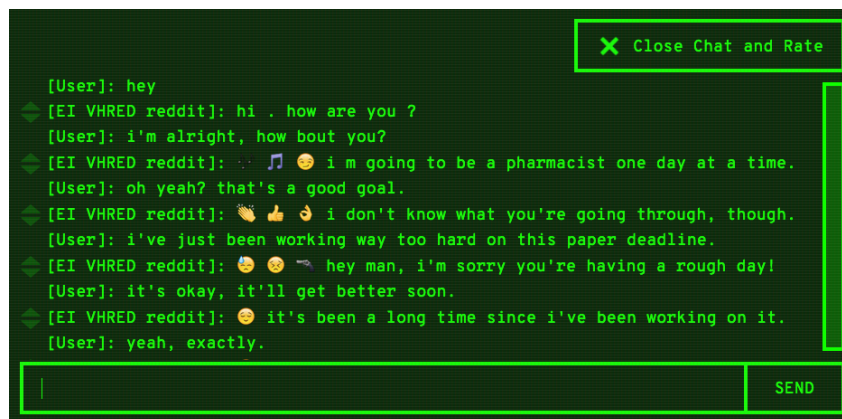 ❌ Close Chat and Rate
[User]: hey
[EI VHRED reddit]: hi . how are you ?
[User]: i'm alright, how bout you?
[EI VHRED reddit]: 🎵 😏 i m going to be a pharmacist one day at a time.
[User]: oh yeah? that's a good goal.
[EI VHRED reddit]: 👏 👍 👌 i don't know what you're going through, though.
[User]: i've just been working way too hard on this paper deadline.
[EI VHRED reddit]: 😓 😣 🔫 hey man, i'm sorry you're having a rough day!
[User]: it's okay, it'll get better soon.
[EI VHRED reddit]: 😌 it's been a long time since i've been working on it.
[User]: yeah, exactly.
SEND